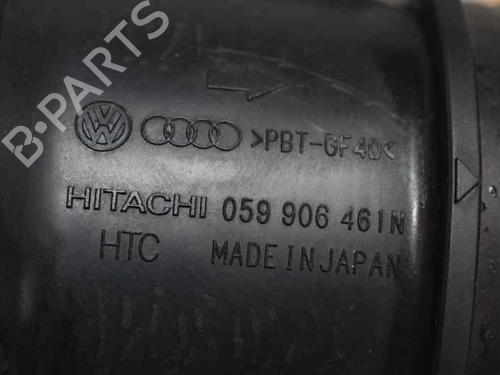 >PBT-GF40<
HITACHI 059 906 461N
HTC MADE IN JAPAN
B-PARTS